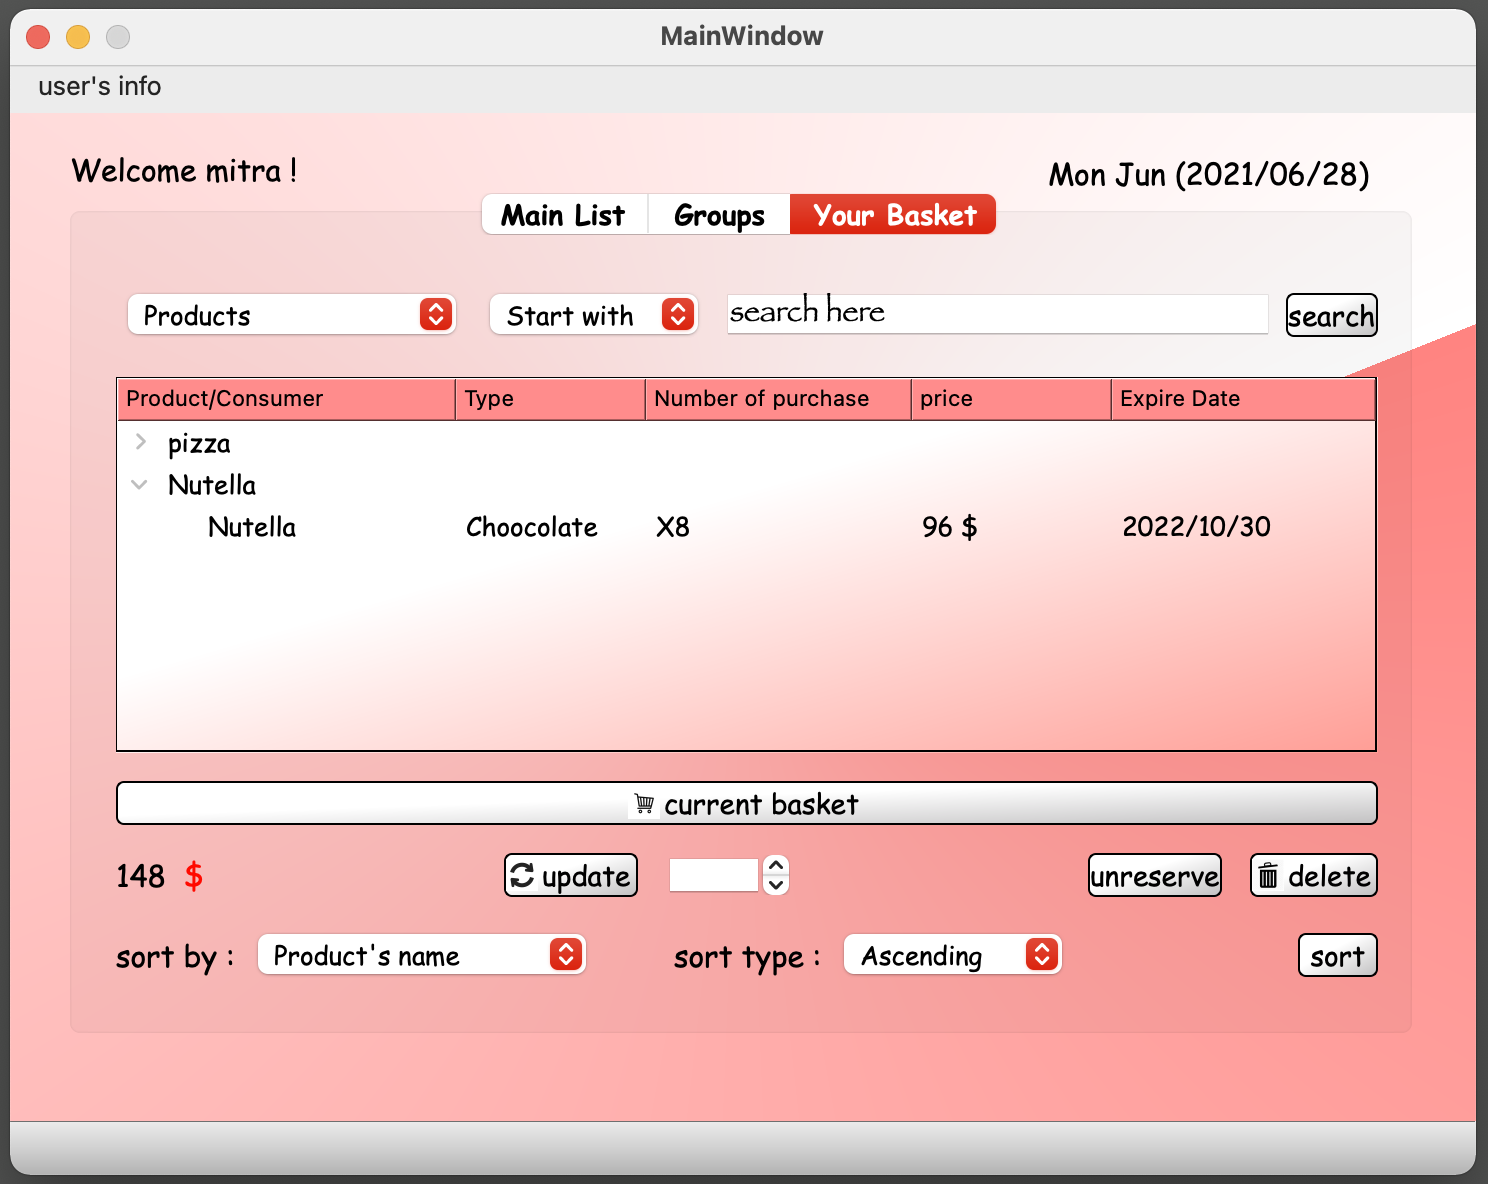 MainWindow
user's info
Welcome mitra !
Mon Jun (2021/06/28)
Main List Groups Your Basket
Products Start with search here search
Product/Consumer Type Number of purchase price Expire Date
pizza
Nutella
Nutella Choocolate X8 96 $ 2022/10/30
current basket
148 $ update unreserve delete
sort by : Product's name sort type : Ascending sort